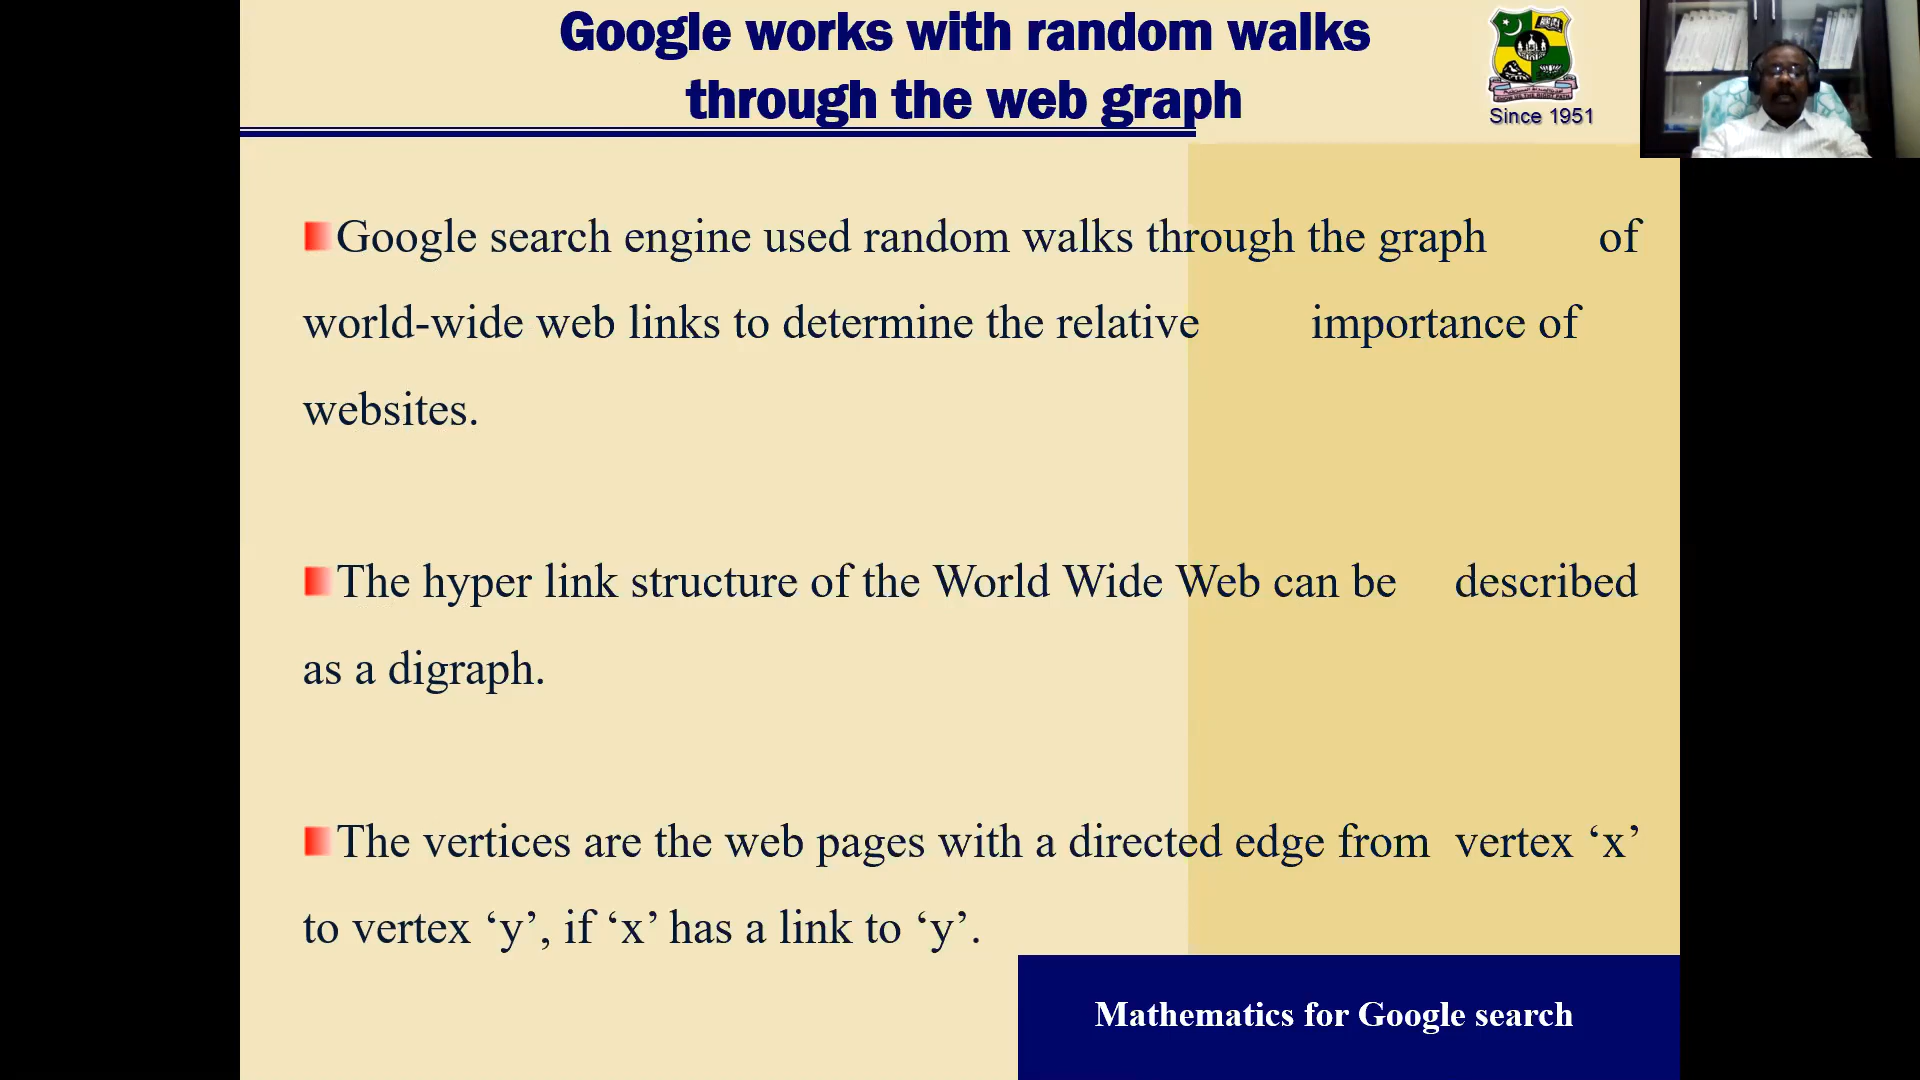 Google works with random walks
through the web graph
Since 1951
Google search engine used random walks through the graph of
world-wide web links to determine the relative importance of
websites.
The hyper link structure of the World Wide Web can be described
as a digraph.
The vertices are the web pages with a directed edge from vertex ‘x’
to vertex ‘y’, if ‘x’ has a link to ‘y’.
Mathematics for Google search